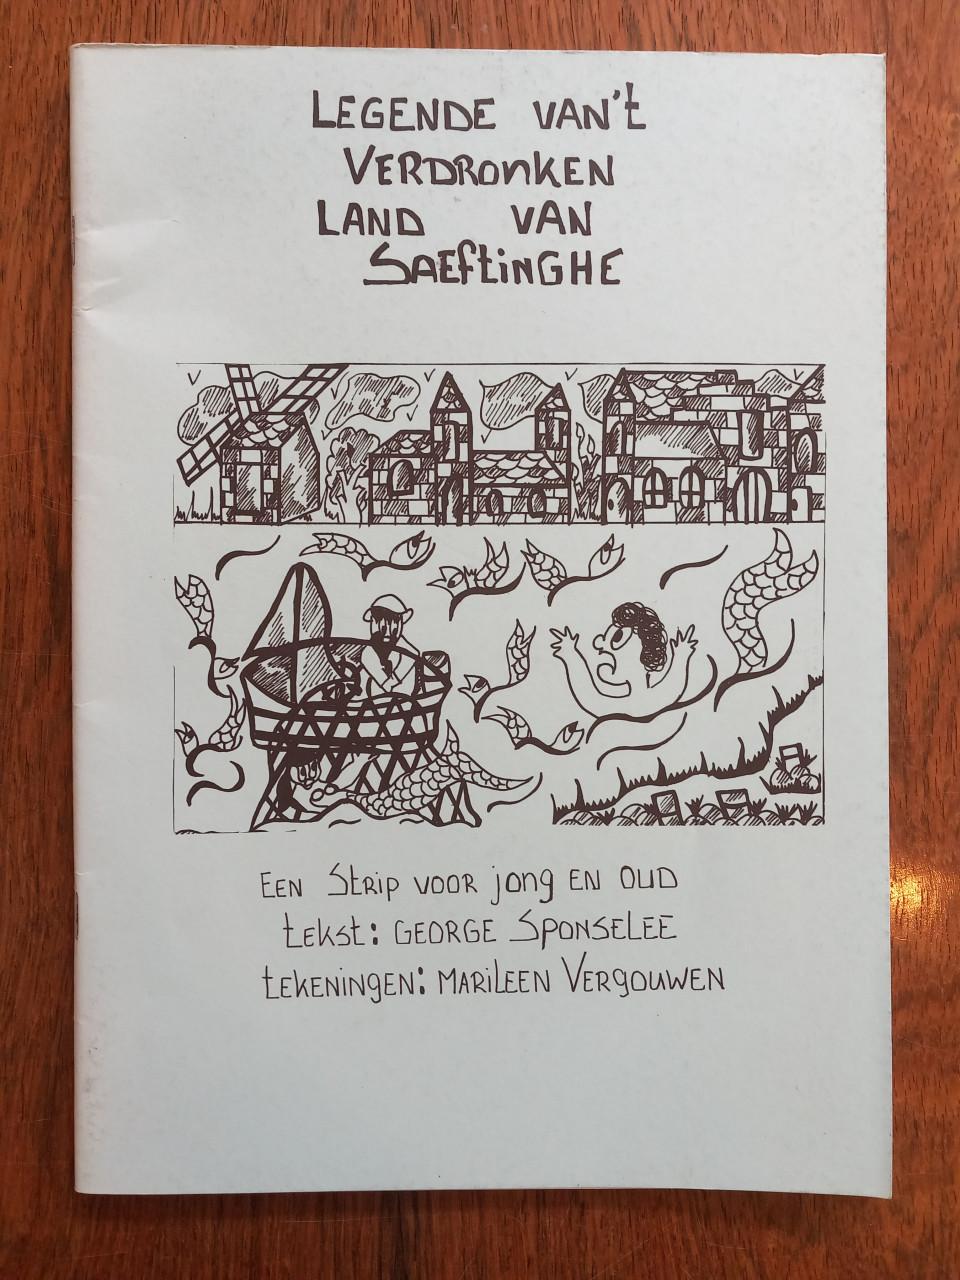 LEGENDE VAN't
VERDRONKEN
LAND VAN
SAEFTINGHE
EEN STRIP VOOR jong EN OUD
tekst: GEORGE SPONSELEE
tEKENINgEN: MARILEEN VERgOUWEN